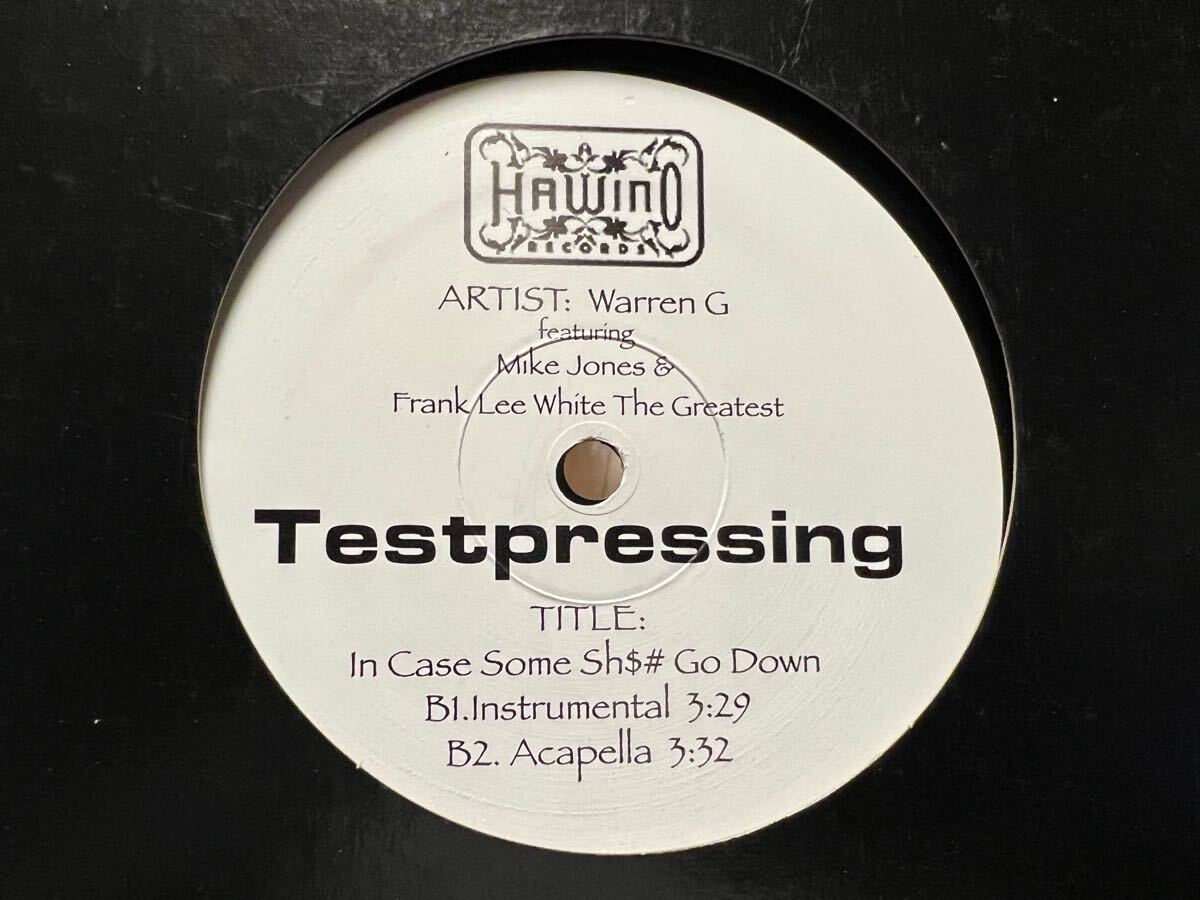 HAWINO
RECORDS
ARTIST: Warren G
featuring
Mike Jones &
Frank Lee White The Greatest
Testpressing
TITLE:
In Case Some Sh$# Go Down
B1.Instrumental 3:29
B2. Acapella 3:32